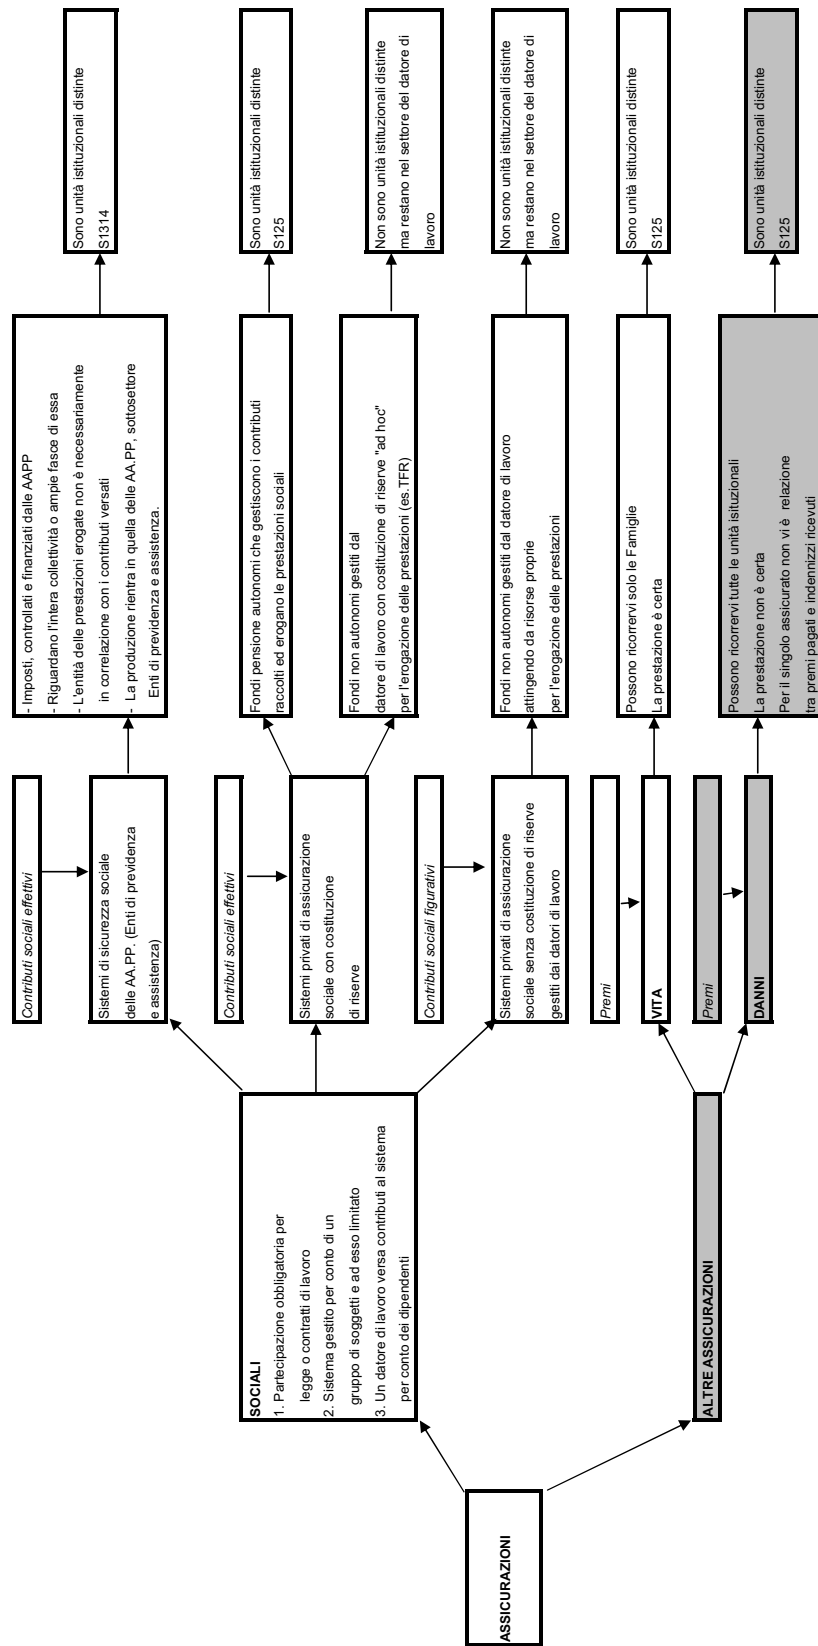 ASSICURAZIONI
SOCIALI
1. Partecipazione obbligatoria per
legge o contratti di lavoro
2. Sistema gestito per conto di un
gruppo di soggetti e ad esso limitato
3. Un datore di lavoro versa contributi al sistema
per conto dei dipendenti
ALTRE ASSICURAZIONI
Contributi sociali effettivi
Sistemi di sicurezza sociale
delle AA.PP. (Enti di previdenza
e assistenza)
Contributi sociali effettivi
Sistemi privati di assicurazione
sociale con costituzione
di riserve
Contributi sociali figurativi
Sistemi privati di assicurazione
sociale senza costituzione di riserve
gestiti dai datori di lavoro
Premi
VITA
Premi
DANNI
- Imposti, controllati e finanziati dalle AAPP
- Riguardano l'intera collettività o ampie fasce di essa
- L'entità delle prestazioni erogate non è necessariamente
in correlazione con i contributi versati
- La produzione rientra in quella delle AA.PP, sottosettore
Enti di previdenza e assistenza.
Fondi pensione autonomi che gestiscono i contributi
raccolti ed erogano le prestazioni sociali
Fondi non autonomi gestiti dal
datore di lavoro con costituzione di riserve "ad hoc"
per l'erogazione delle prestazioni (es.TFR)
Fondi non autonomi gestiti dal datore di lavoro
attingendo da risorse proprie
per l'erogazione delle prestazioni
Possono ricorrervi solo le Famiglie
La prestazione è certa
Possono ricorrervi tutte le unità isituzionali
La prestazione non è certa
Per il singolo assicurato non vi è relazione
tra premi pagati e indennizzi ricevuti
Sono unità istituzionali distinte
S1314
Sono unità istituzionali distinte
S125
Non sono unità istituzionali distinte
ma restano nel settore del datore di
lavoro
Non sono unità istituzionali distinte
ma restano nel settore del datore di
lavoro
Sono unità istituzionali distinte
S125
Sono unità istituzionali distinte
S125